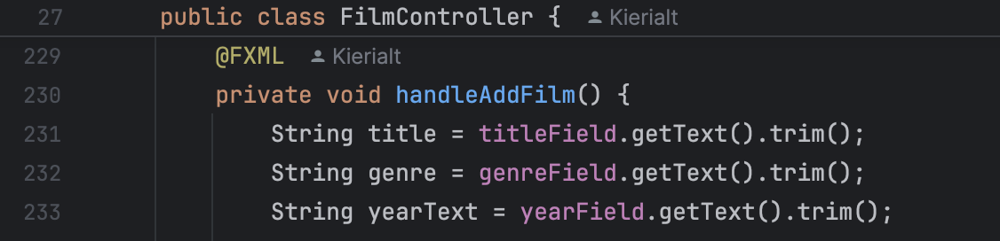 27 public class FilmController { Kierialt
229 @FXML Kierialt
230 private void handleAddFilm() {
231 String title = titleField.getText().trim();
232 String genre = genreField.getText().trim();
233 String yearText = yearField.getText().trim();